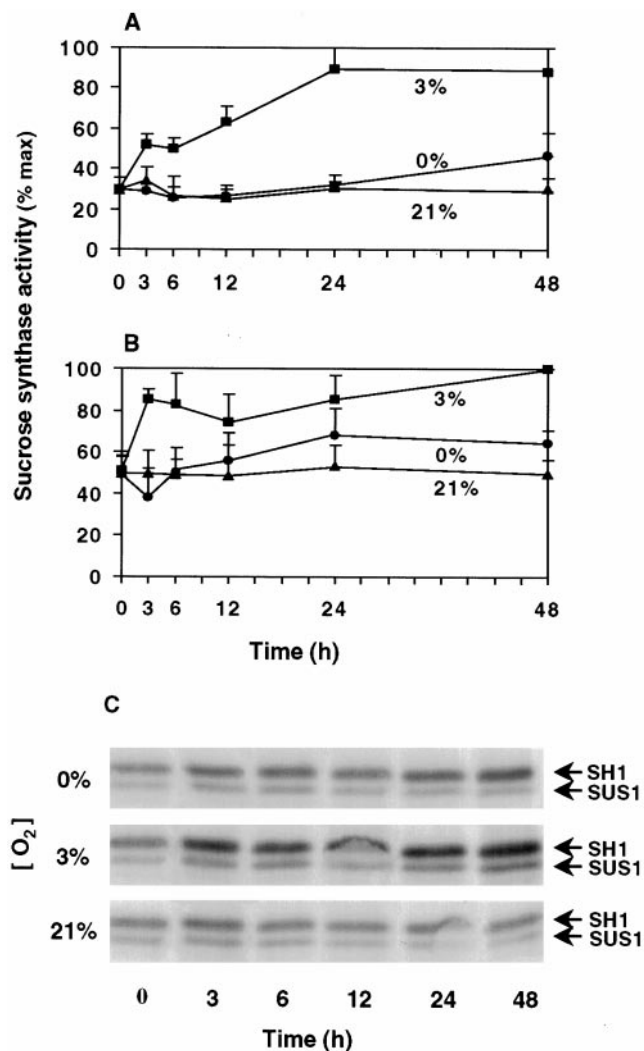 A
Sucrose synthase activity (% max)
100
80
60
40
20
0
3%
0%
21%
0 3 6 12 24 48
B
100
80
60
40
20
0
3%
0%
21%
0 3 6 12 24 48
Time (h)
C
[O₂]
0%
SH1
SUS1
3%
SH1
SUS1
21%
SH1
SUS1
0 3 6 12 24 48
Time (h)